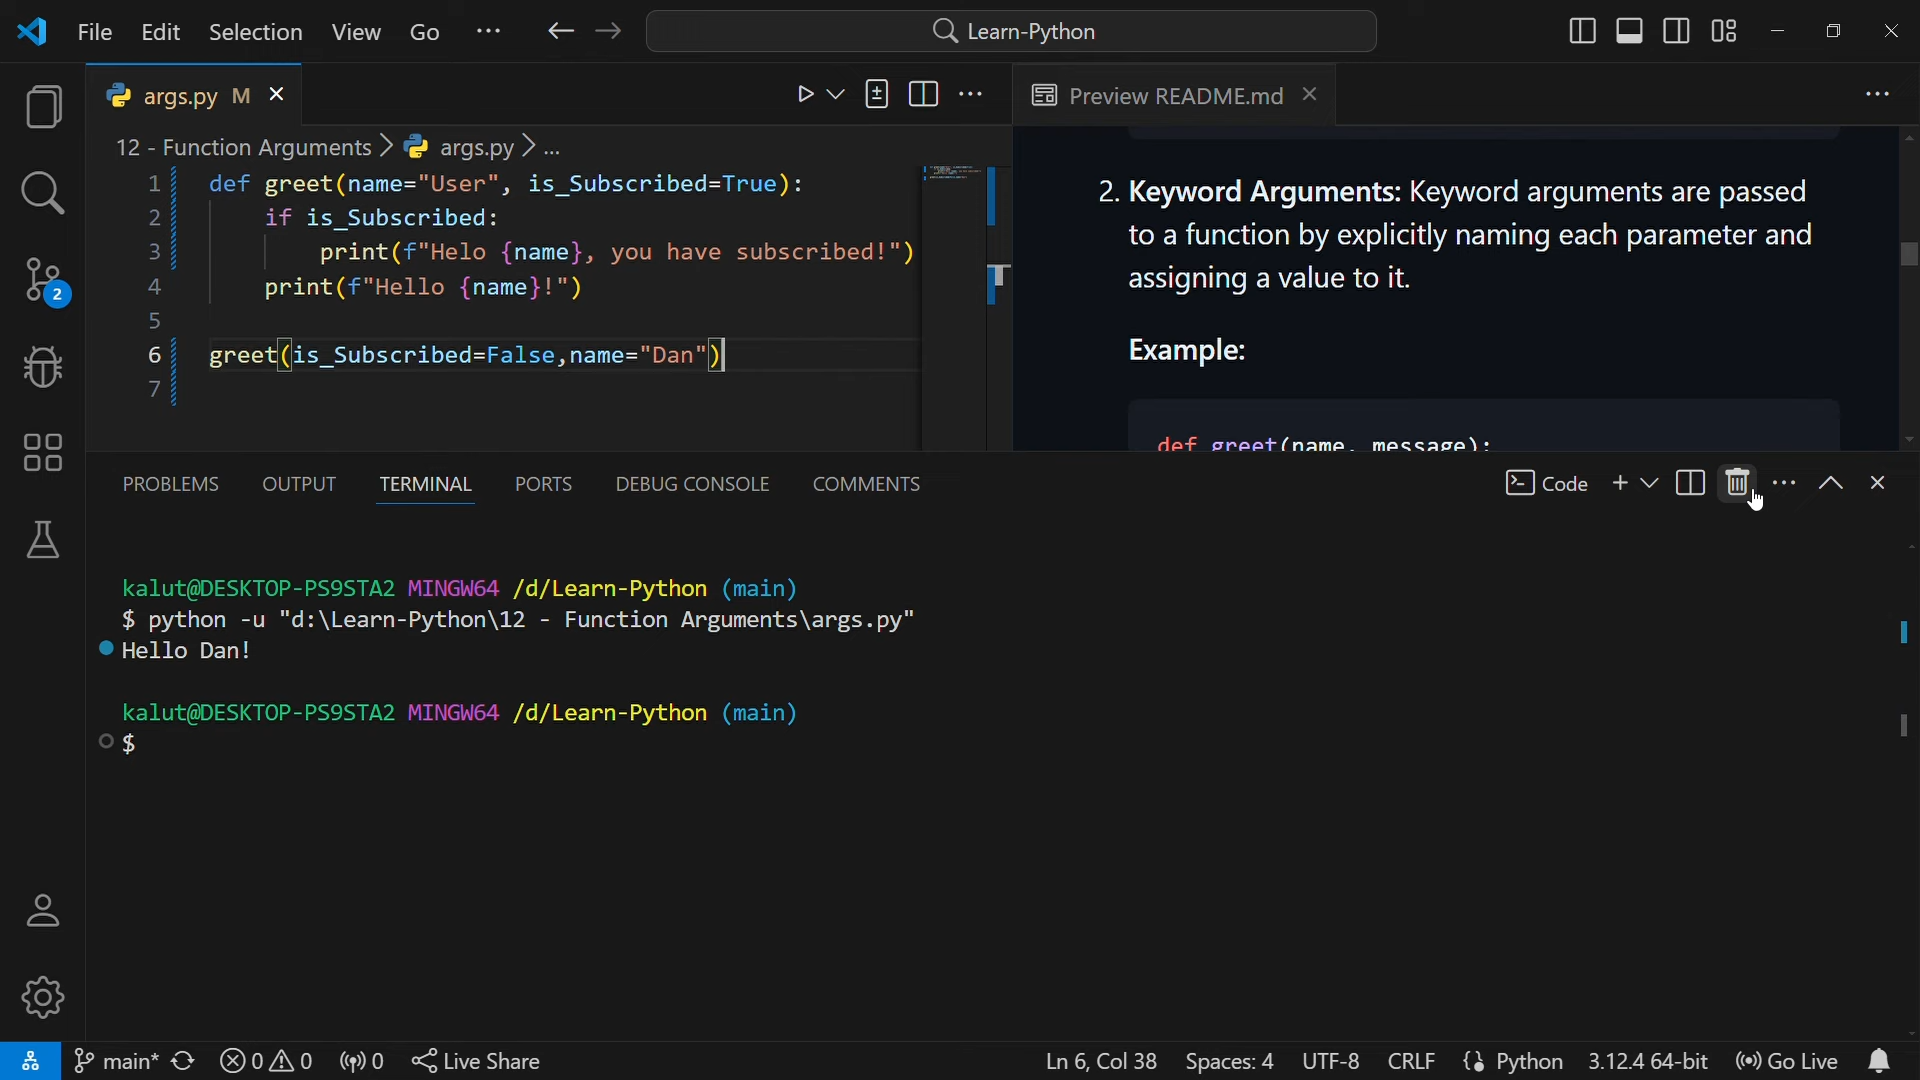 File Edit Selection View Go ··· ← → Learn-Python
args.py M ×
Preview README.md ×
12 - Function Arguments > args.py > ...
1 def greet(name="User", is_Subscribed=True):
2 if is_Subscribed:
3 print(f"Helo {name}, you have subscribed!")
4 print(f"Hello {name}!")
5
6 greet(is_Subscribed=False,name="Dan")
7
2. Keyword Arguments: Keyword arguments are passed
to a function by explicitly naming each parameter and
assigning a value to it.
Example:
def greet(name, message):
PROBLEMS OUTPUT TERMINAL PORTS DEBUG CONSOLE COMMENTS
Code
kalut@DESKTOP-PS9STA2 MINGW64 /d/Learn-Python (main)
$ python -u "d:\Learn-Python\12 - Function Arguments\args.py"
Hello Dan!
kalut@DESKTOP-PS9STA2 MINGW64 /d/Learn-Python (main)
$
2
main* 0 0 0 Live Share Ln 6, Col 38 Spaces: 4 UTF-8 CRLF {} Python 3.12.4 64-bit Go Live